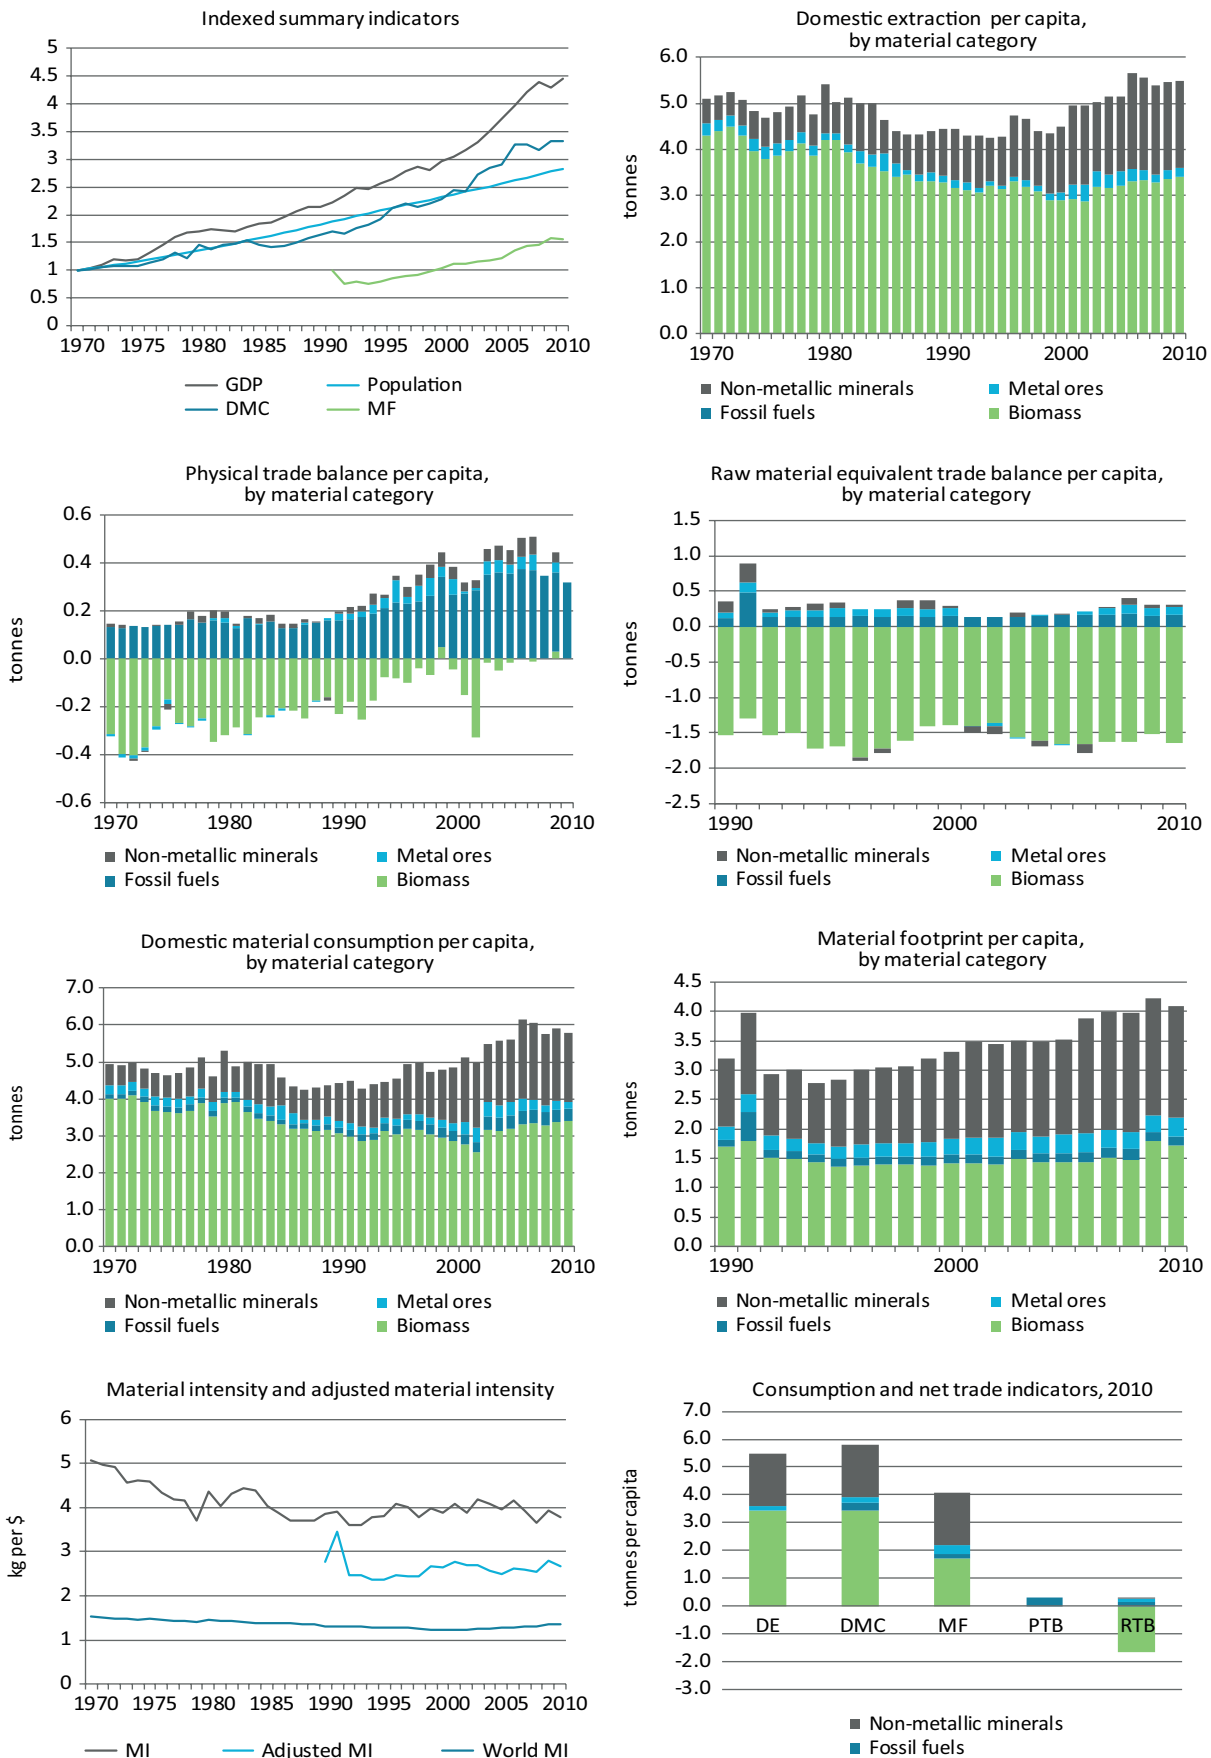 Indexed summary indicators
5
4.5
4
3.5
3
2.5
2
1.5
1
0.5
0
1970 1975 1980 1985 1990 1995 2000 2005 2010
GDP Population
DMC MF
Domestic extraction per capita,
by material category
tonnes
6.0
5.0
4.0
3.0
2.0
1.0
0.0
1970 1980 1990 2000 2010
Non-metallic minerals Metal ores
Fossil fuels Biomass
Physical trade balance per capita,
by material category
tonnes
0.6
0.4
0.2
0.0
-0.2
-0.4
-0.6
1970 1980 1990 2000 2010
Non-metallic minerals Metal ores
Fossil fuels Biomass
Raw material equivalent trade balance per capita,
by material category
tonnes
1.5
1.0
0.5
0.0
-0.5
-1.0
-1.5
-2.0
-2.5
1990 2000 2010
Non-metallic minerals Metal ores
Fossil fuels Biomass
Domestic material consumption per capita,
by material category
tonnes
7.0
6.0
5.0
4.0
3.0
2.0
1.0
0.0
1970 1980 1990 2000 2010
Non-metallic minerals Metal ores
Fossil fuels Biomass
Material footprint per capita,
by material category
tonnes
4.5
4.0
3.5
3.0
2.5
2.0
1.5
1.0
0.5
0.0
1990 2000 2010
Non-metallic minerals Metal ores
Fossil fuels Biomass
Material intensity and adjusted material intensity
kg per $
6
5
4
3
2
1
0
1970 1975 1980 1985 1990 1995 2000 2005 2010
MI Adjusted MI World MI
Consumption and net trade indicators, 2010
tonnes per capita
7.0
6.0
5.0
4.0
3.0
2.0
1.0
0.0
-1.0
-2.0
-3.0
DE DMC MF PTB RTB
Non-metallic minerals
Fossil fuels